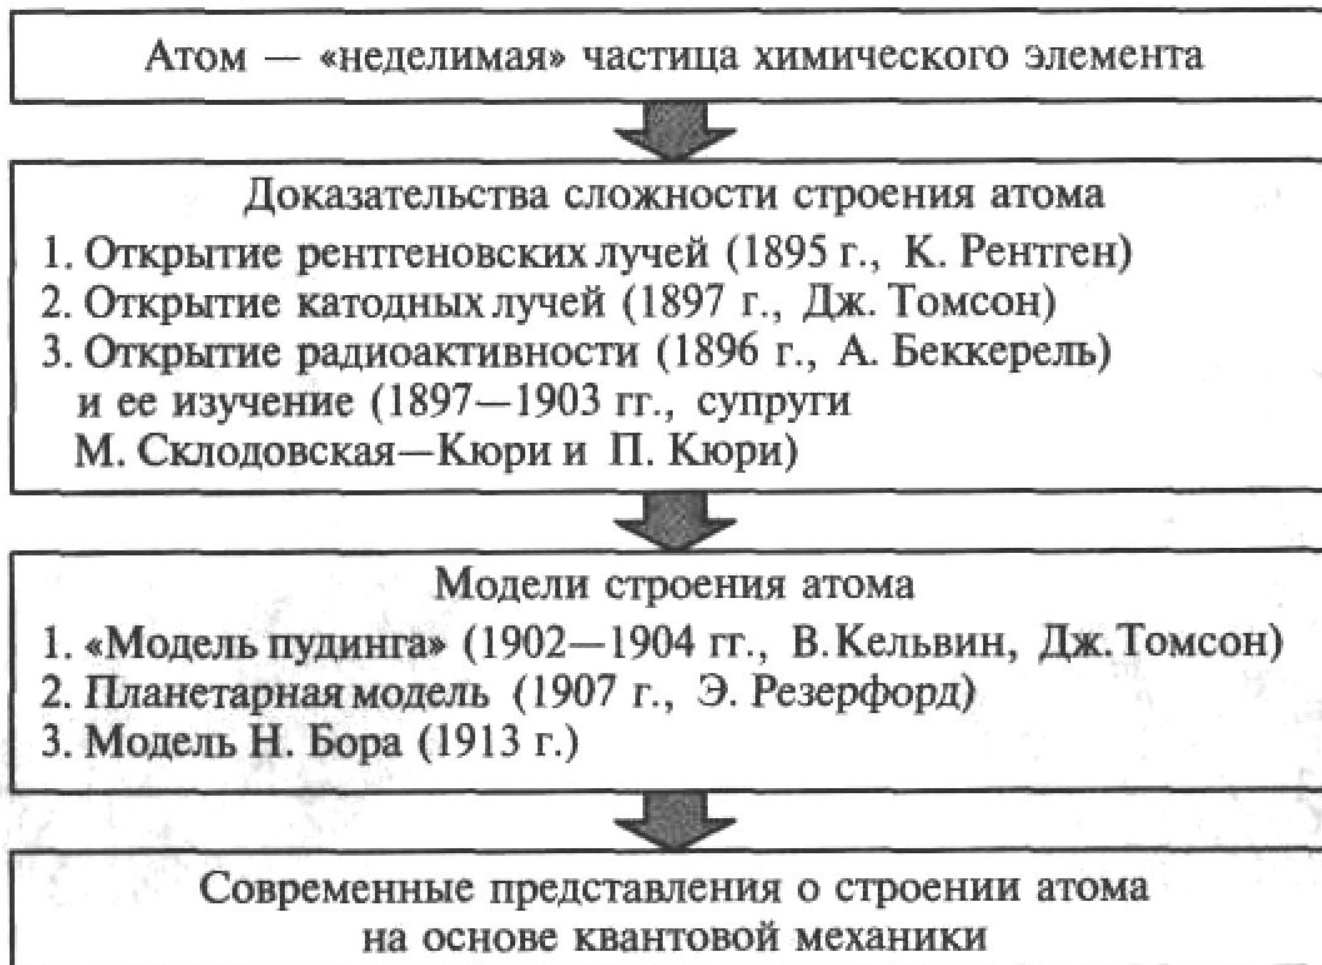 Атом — «неделимая» частица химического элемента
Доказательства сложности строения атома
1. Открытие рентгеновских лучей (1895 г., К. Рентген)
2. Открытие катодных лучей (1897 г., Дж. Томсон)
3. Открытие радиоактивности (1896 г., А. Беккерель)
и ее изучение (1897—1903 гг., супруги
М. Склодовская—Кюри и П. Кюри)
Модели строения атома
1. «Модель пудинга» (1902—1904 гг., В. Кельвин, Дж. Томсон)
2. Планетарная модель (1907 г., Э. Резерфорд)
3. Модель Н. Бора (1913 г.)
Современные представления о строении атома
на основе квантовой механики